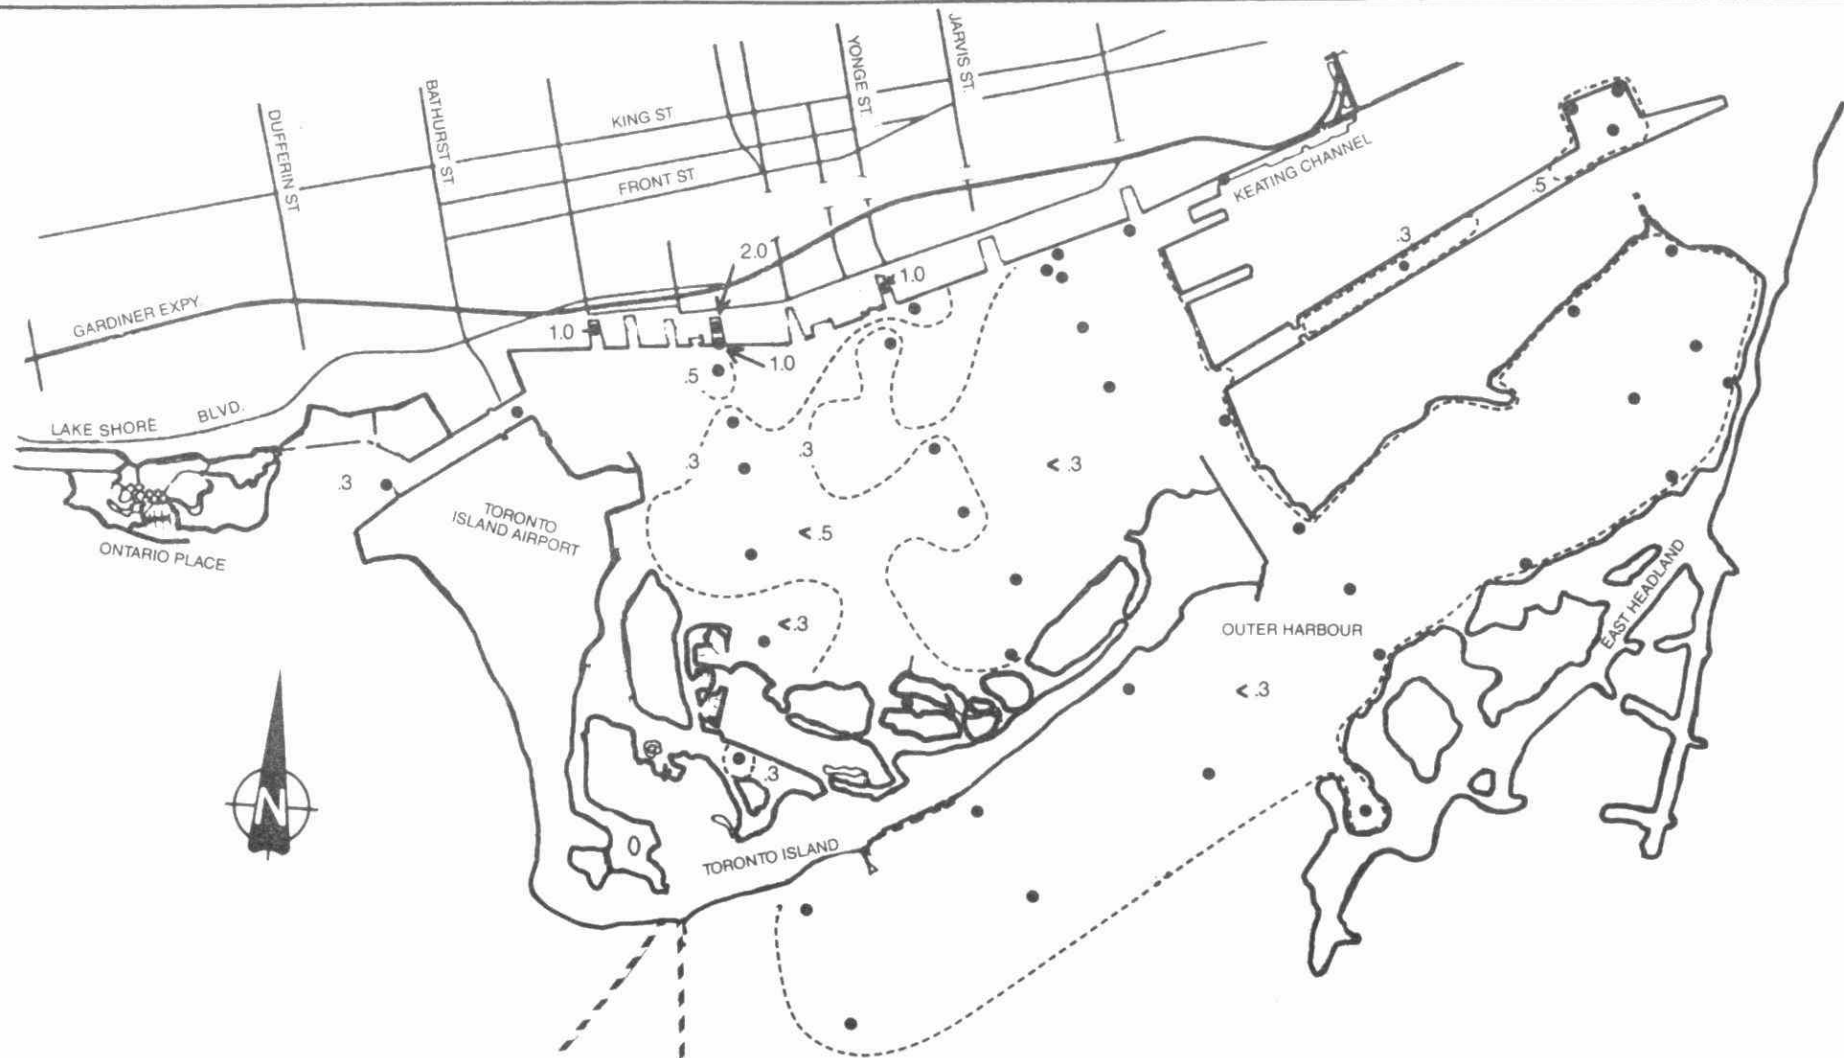 JARVIS ST.
YONGE ST.
BATHURST ST
DUFFERIN ST
KING ST
FRONT ST
KEATING CHANNEL
.5
.3
2.0
1.0
GARDINER EXPY.
1.0
1.0
.5
LAKE SHORE BLVD.
.3
.3
< .3
.3
TORONTO
ISLAND AIRPORT
< .5
ONTARIO PLACE
EAST HEADLAND
<.3
OUTER HARBOUR
< .3
.3
N
TORONTO ISLAND